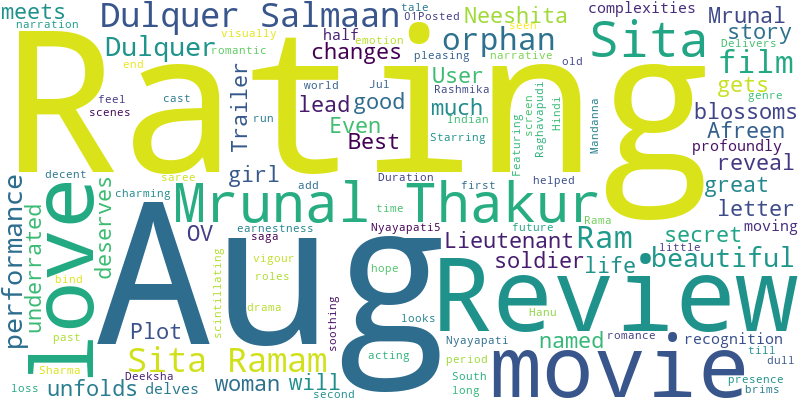 meets
Dulquer Salmaan
tale
01Posted
Neeshita
complexities
Mrunal
narration
visually
half
emotion
orphan
seen
Sita
story
Dulquer
romantic
changes
pleasing
narrative
old
Delivers
film
end
Rating
feel
cast
world
Jul
User
Rashmika
gets
genre
scenes
Trailer
lead
good
much
run
Indian
Featuring
screen
Raghavapudi
Hindi
Mandanna
blossoms
Even
Best
Starring
Afreen
profoundly
decent
saree
girl
add
Duration
first
helped
reveal
great
charming
Mrunal Thakur
letter
performance
underrated
love
deserves
time
Rama
moving
OV
earnestness
saga
Nyayapati5
future
Lieutenant
Ram
secret
little
soldier
life
beautiful
Aug
Review
bind
scintillating
vigour
roles
hope
soothing
drama
looks
Hanu
past
Plot
acting
Nyayapati
named
romance
recognition
Sita Ramam
movie
till
dull
Sharma
Deeksha
period
South
long
presence
brims
loss
unfolds
delves
woman
will
second